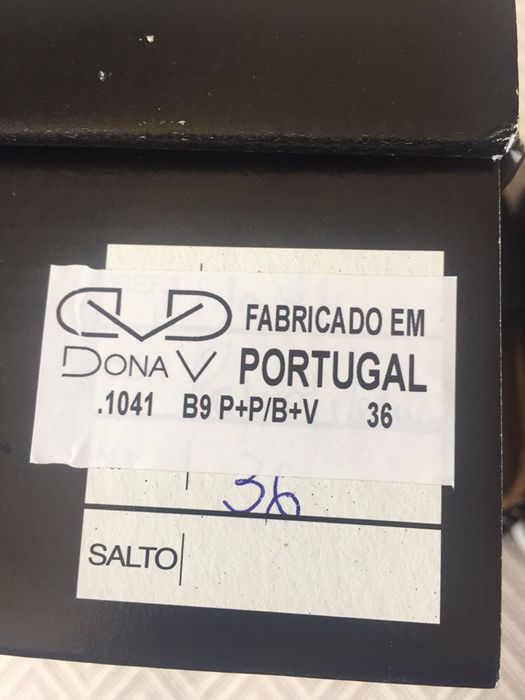 FABRICADO EM
DONA V PORTUGAL
.1041 B9 P+P/B+V 36
36
SALTO